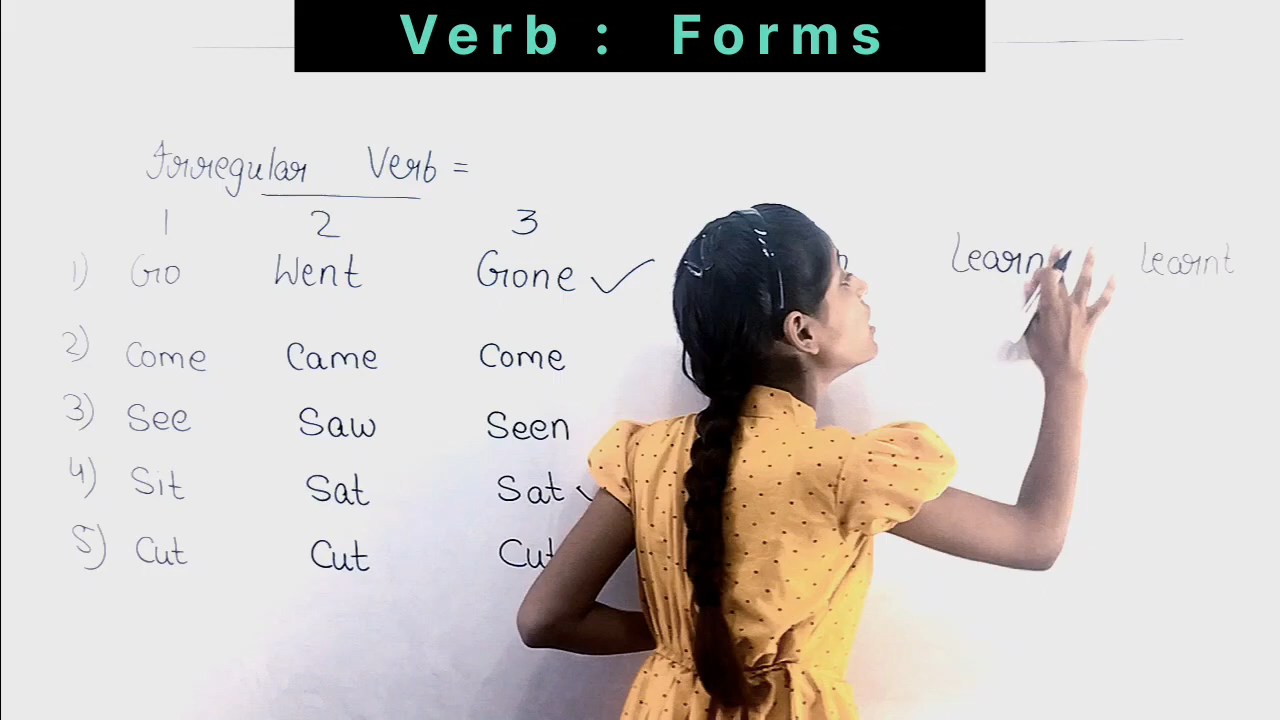 Verb : Forms
Irregular Verb =
1 2 3
1) Go Went Gone Learnt
2) Come Came Come
3) See Saw Seen
4) Sit Sat Sat
5) Cut Cut